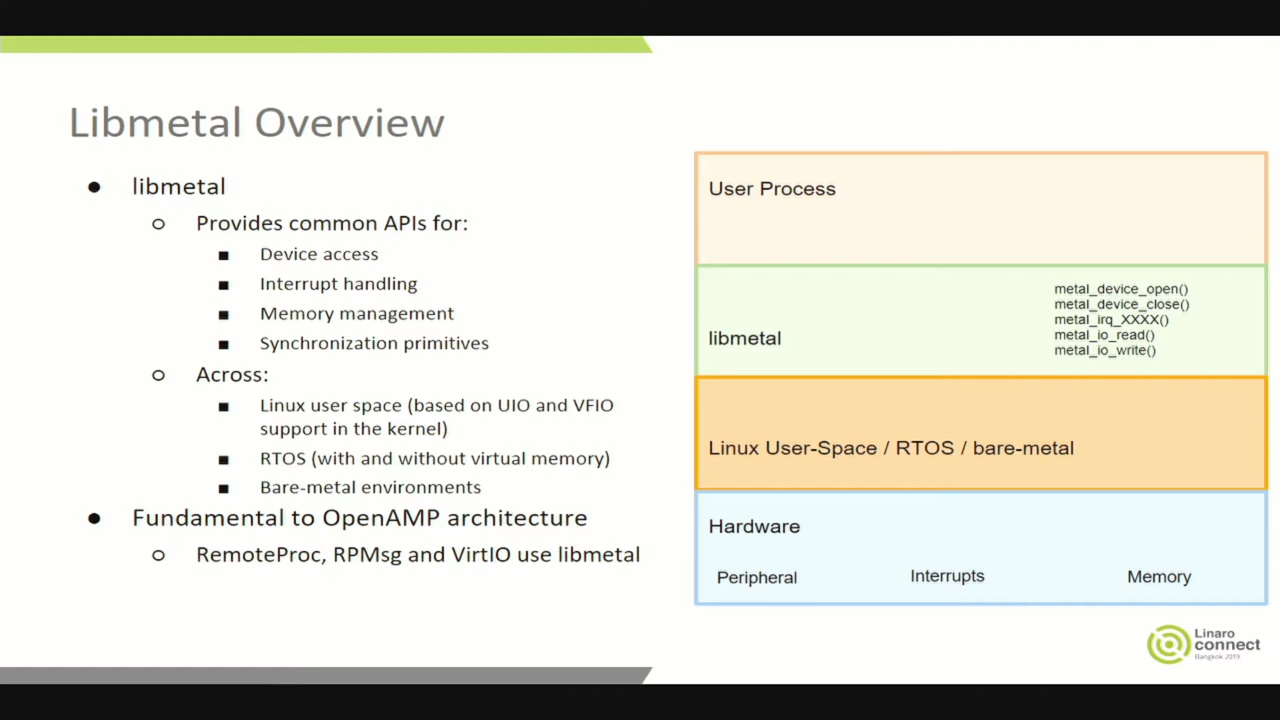 Libmetal Overview
● libmetal
○ Provides common APIs for:
■ Device access
■ Interrupt handling
■ Memory management
■ Synchronization primitives
○ Across:
■ Linux user space (based on UIO and VFIO
support in the kernel)
■ RTOS (with and without virtual memory)
■ Bare-metal environments
● Fundamental to OpenAMP architecture
○ RemoteProc, RPMsg and VirtIO use libmetal
User Process
libmetal
metal_device_open()
metal_device_close()
metal_irq_XXXX()
metal_io_read()
metal_io_write()
Linux User-Space / RTOS / bare-metal
Hardware
Peripheral
Interrupts
Memory
Linaro
connect
Bangkok 2019